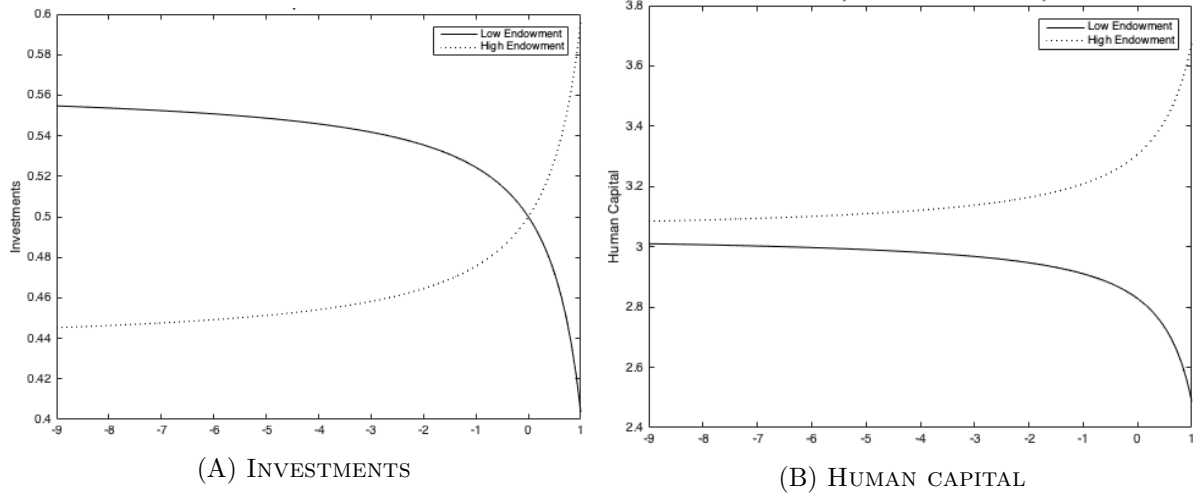 0.6
0.58
0.56
0.54
0.52
0.5
0.48
0.46
0.44
0.42
0.4
Investments
Low Endowment
High Endowment
-9 -8 -7 -6 -5 -4 -3 -2 -1 0 1
(A) INVESTMENTS
3.8
3.6
3.4
3.2
3
2.8
2.6
2.4
Human Capital
Low Endowment
High Endowment
-9 -8 -7 -6 -5 -4 -3 -2 -1 0 1
(B) HUMAN CAPITAL